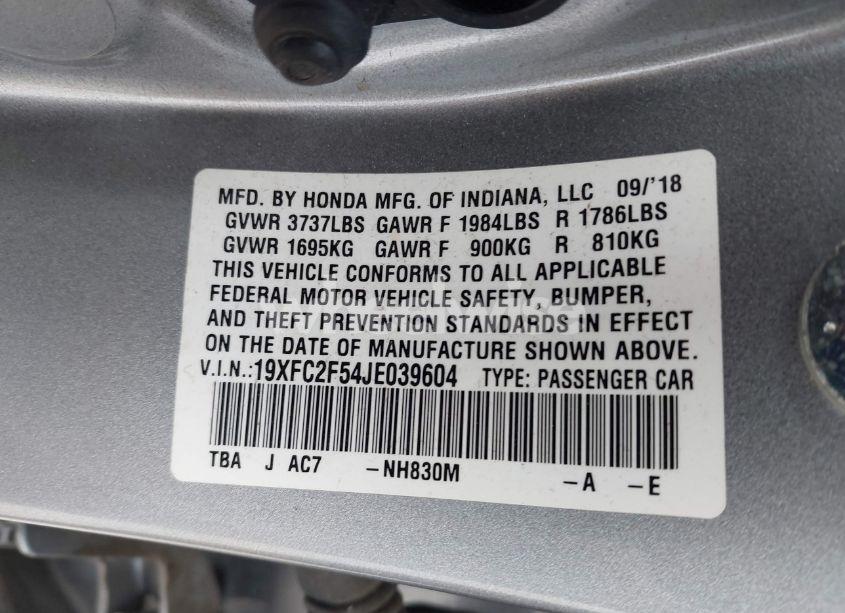 MFD. BY HONDA MFG. OF INDIANA, LLC 09/'18
GVWR 3737LBS GAWR F 1984LBS R 1786LBS
GVWR 1695KG GAWR F 900KG R 810KG
THIS VEHICLE CONFORMS TO ALL APPLICABLE
FEDERAL MOTOR VEHICLE SAFETY, BUMPER,
AND THEFT PREVENTION STANDARDS IN EFFECT
ON THE DATE OF MANUFACTURE SHOWN ABOVE.
V.I.N.:19XFC2F54JE039604 TYPE: PASSENGER CAR
TBA J AC7 -NH830M -A -E